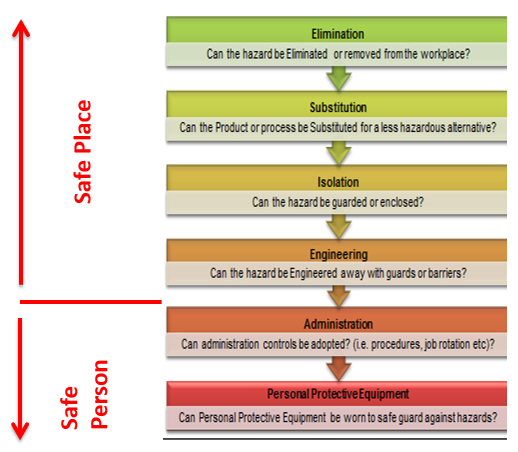 Elimination
Can the hazard be Eliminated or removed from the workplace?
Substitution
Can the Product or process be Substituted for a less hazardous alternative?
Isolation
Can the hazard be guarded or enclosed?
Engineering
Can the hazard be Engineered away with guards or barriers?
Administration
Can administration controls be adopted? (i.e. procedures, job rotation etc)?
Personal Protective Equipment
Can Personal Protective Equipment be worn to safe guard against hazards?
Safe Place
Safe
Person